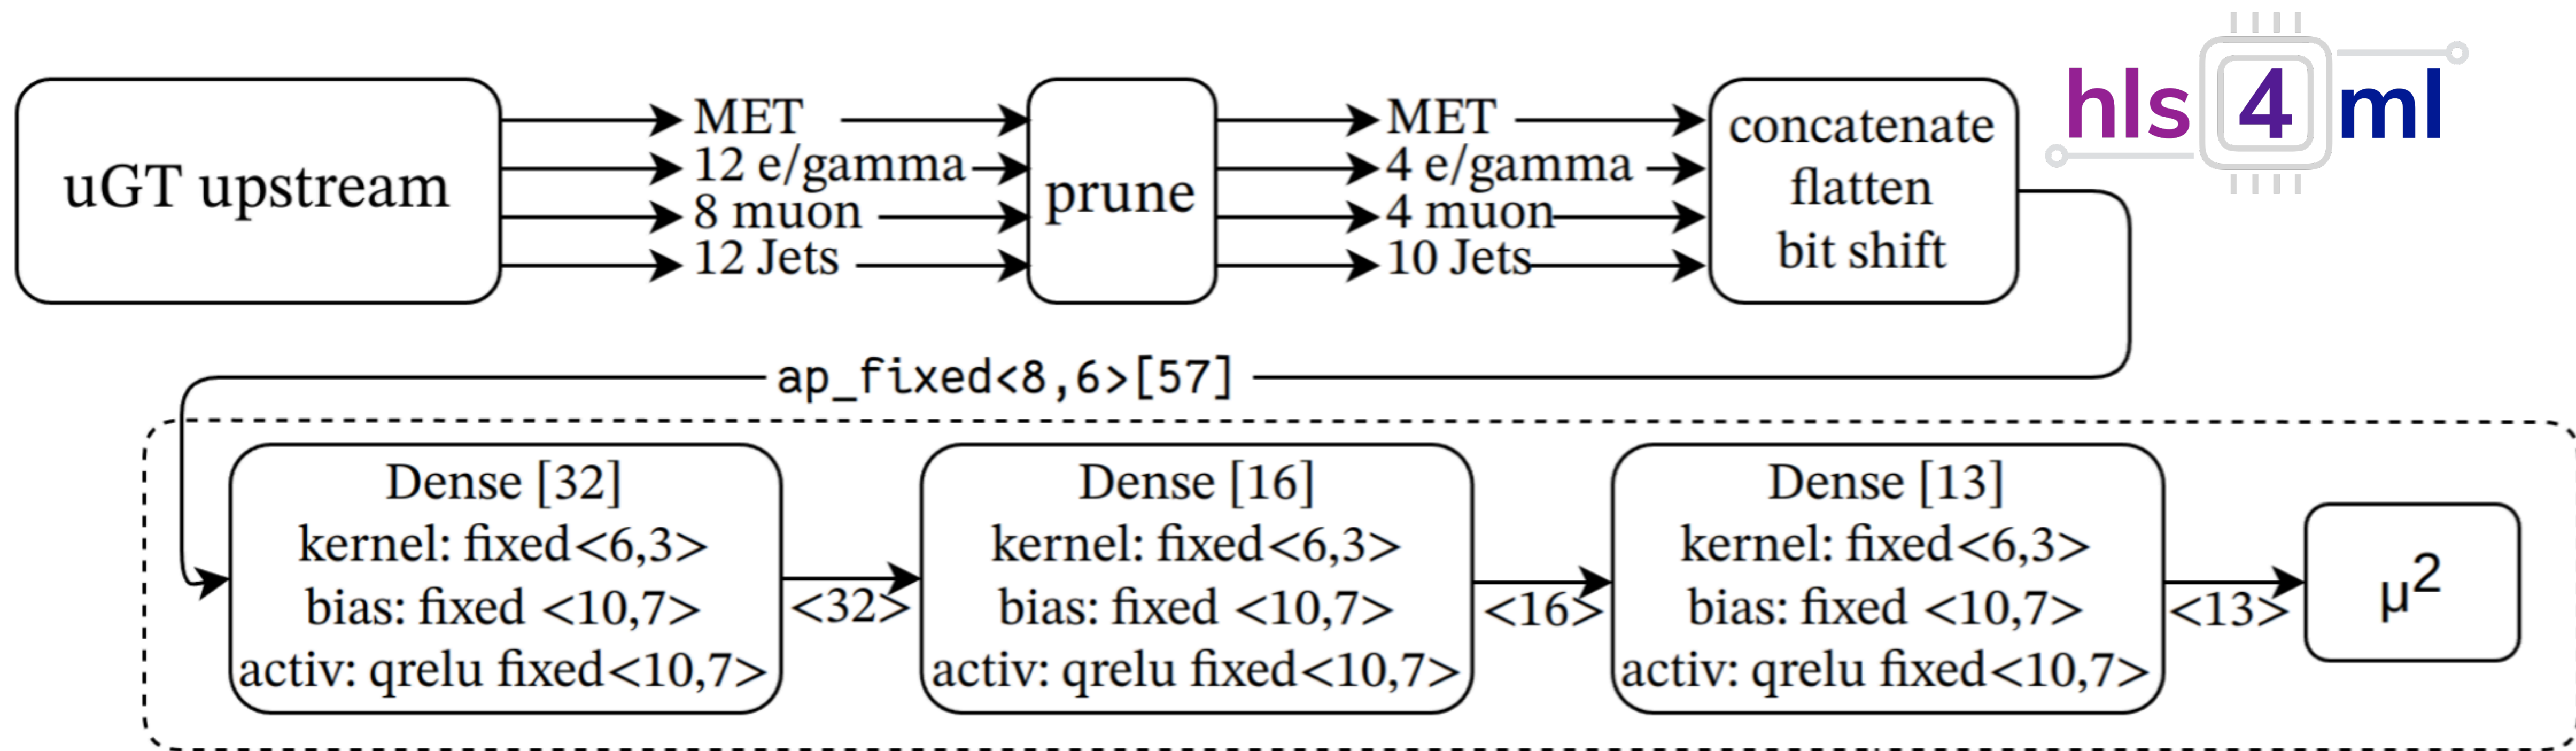 uGT upstream
MET
12 e/gamma
8 muon
12 Jets
prune
MET
4 e/gamma
4 muon
10 Jets
concatenate
flatten
bit shift
hls 4 ml
ap_fixed<8,6>[57]
Dense [32]
kernel: fixed<6,3>
bias: fixed <10,7>
activ: qrelu fixed<10,7>
<32>
Dense [16]
kernel: fixed<6,3>
bias: fixed <10,7>
activ: qrelu fixed<10,7>
<16>
Dense [13]
kernel: fixed<6,3>
bias: fixed <10,7>
activ: qrelu fixed<10,7>
<13>
μ²